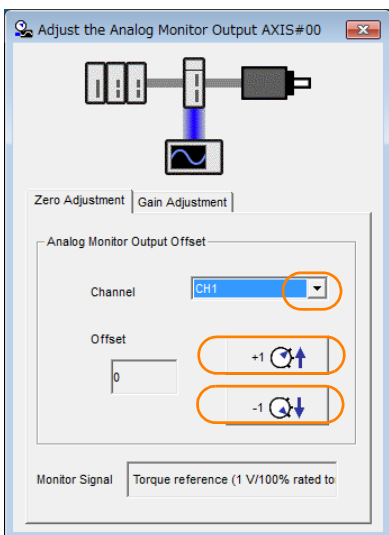 Adjust the Analog Monitor Output AXIS#00
Zero Adjustment
Gain Adjustment
Analog Monitor Output Offset
Channel
CH1
Offset
+1
0
-1
Monitor Signal
Torque reference (1 V/100% rated to